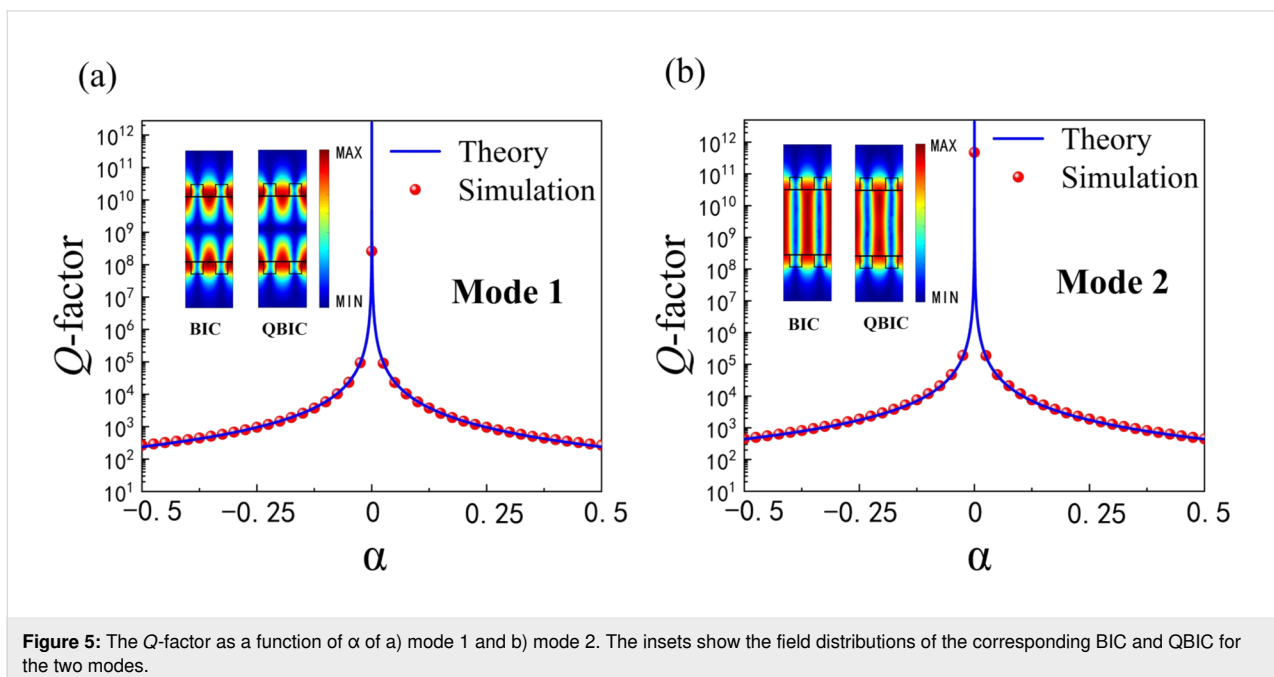 (a)
(b)
10¹²
10¹¹
10¹⁰
10⁹
10⁸
10⁷
10⁶
10⁵
10⁴
10³
10²
10¹
Q-factor
MAX
MIN
BIC
QBIC
Theory
Simulation
Mode 1
-0.5
-0.25
0
0.25
0.5
α
10¹²
10¹¹
10¹⁰
10⁹
10⁸
10⁷
10⁶
10⁵
10⁴
10³
10²
10¹
Q-factor
MAX
MIN
BIC
QBIC
Theory
Simulation
Mode 2
-0.5
-0.25
0
0.25
0.5
α
Figure 5: The Q-factor as a function of α of a) mode 1 and b) mode 2. The insets show the field distributions of the corresponding BIC and QBIC for
the two modes.